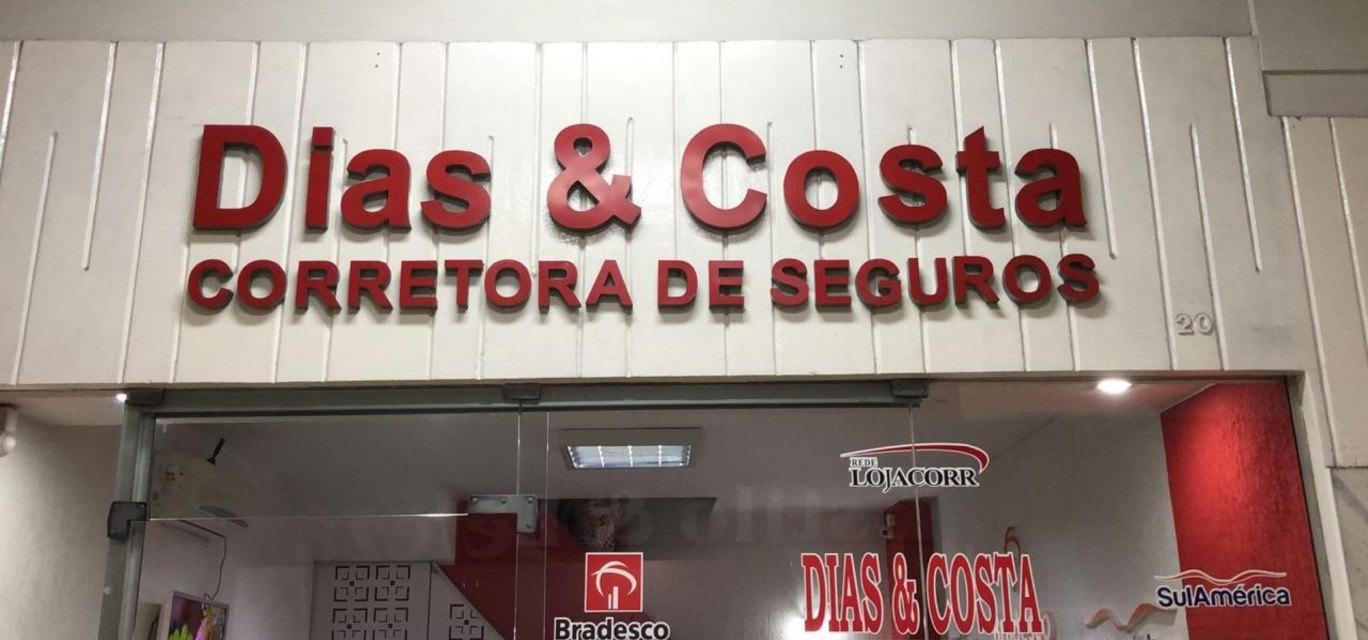 Dias & Costa
CORRETORA DE SEGUROS
20
REDE
LOJACORR
Bradesco
DIAS & COSTA
SulAmérica